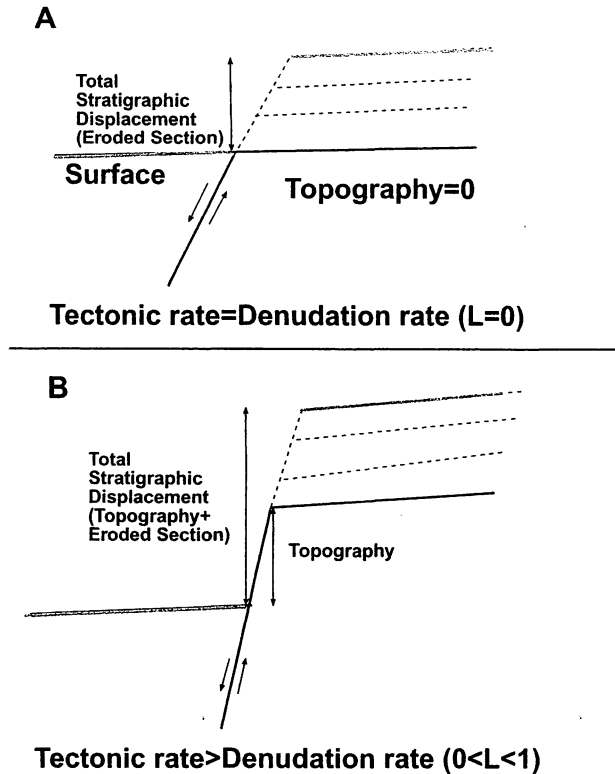 A
Total
Stratigraphic
Displacement
(Eroded Section)
Surface
Topography=0
Tectonic rate=Denudation rate (L=0)
B
Total
Stratigraphic
Displacement
(Topography+
Eroded Section)
Topography
Tectonic rate>Denudation rate (0<L<1)